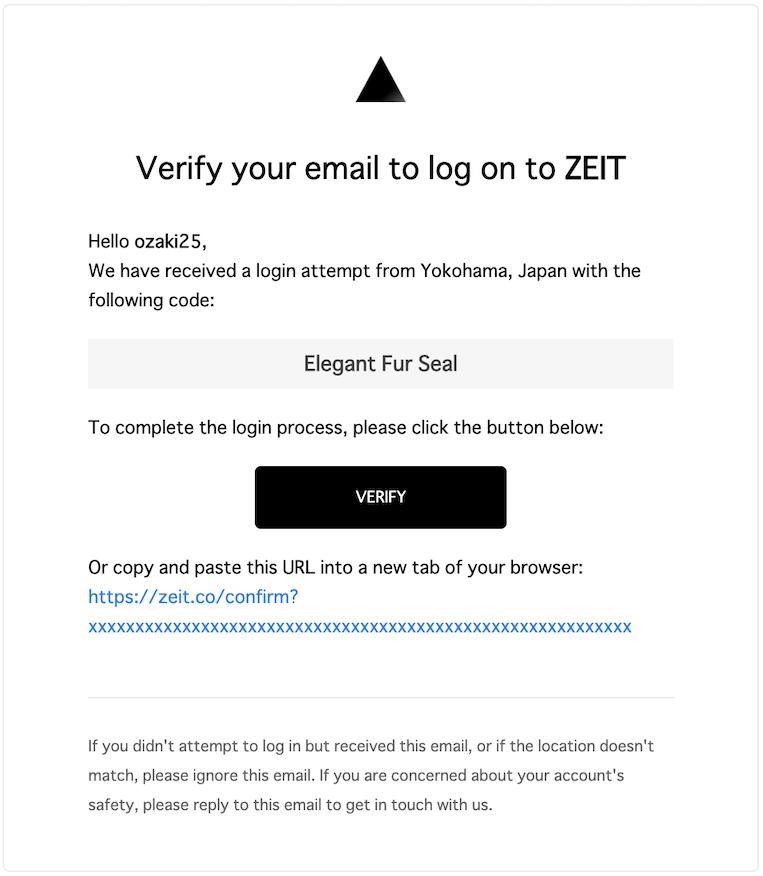 Verify your email to log on to ZEIT
Hello ozaki25,
We have received a login attempt from Yokohama, Japan with the
following code:
Elegant Fur Seal
To complete the login process, please click the button below:
VERIFY
Or copy and paste this URL into a new tab of your browser:
https://zeit.co/confirm?
xxxxxxxxxxxxxxxxxxxxxxxxxxxxxxxxxxxxxxxxxxxxxxxxxxxxxxxxxx
If you didn't attempt to log in but received this email, or if the location doesn't
match, please ignore this email. If you are concerned about your account's
safety, please reply to this email to get in touch with us.